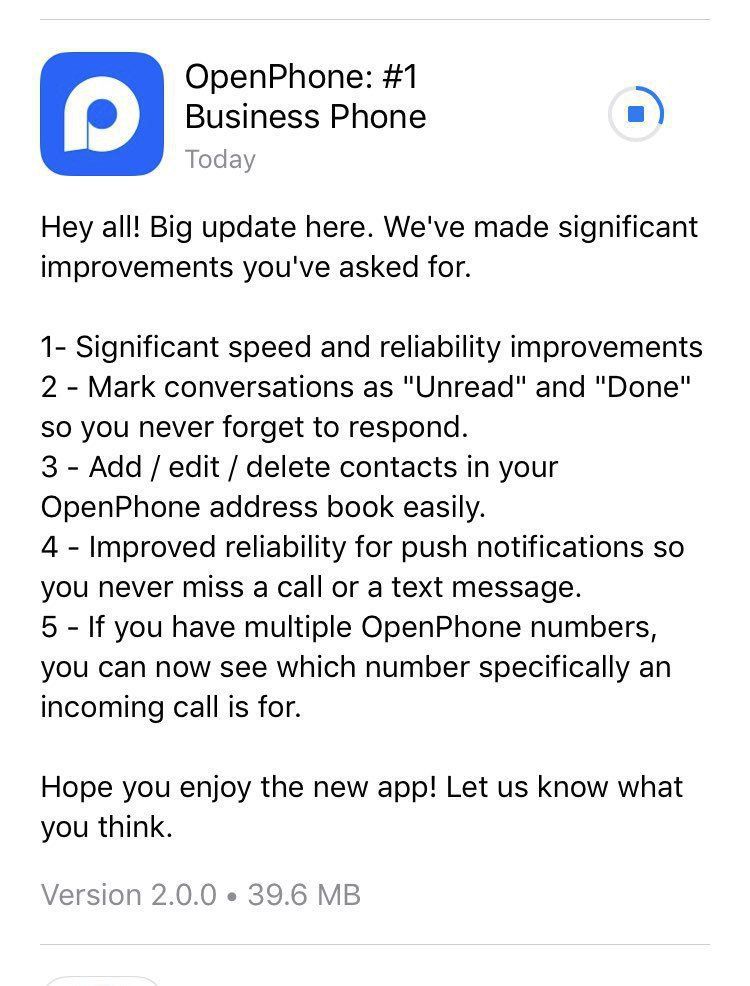 OpenPhone: #1
Business Phone
Today
Hey all! Big update here. We've made significant
improvements you've asked for.
1- Significant speed and reliability improvements
2 - Mark conversations as "Unread" and "Done"
so you never forget to respond.
3 - Add / edit / delete contacts in your
OpenPhone address book easily.
4 - Improved reliability for push notifications so
you never miss a call or a text message.
5 - If you have multiple OpenPhone numbers,
you can now see which number specifically an
incoming call is for.
Hope you enjoy the new app! Let us know what
you think.
Version 2.0.0 • 39.6 MB